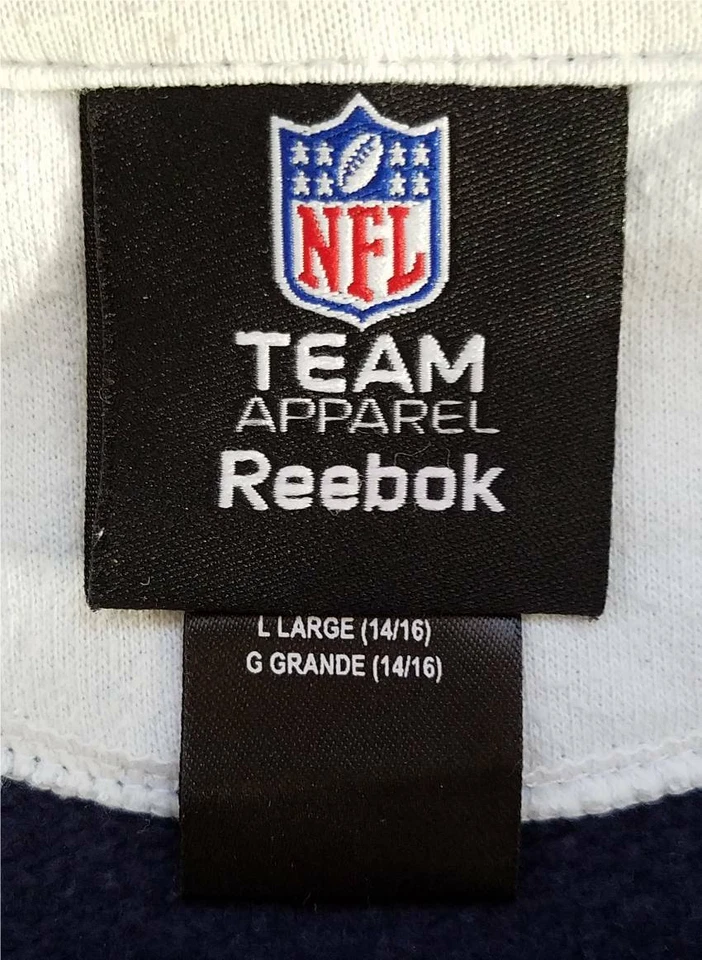 NFL
TEAM
APPAREL
Reebok
L LARGE (14/16)
G GRANDE (14/16)